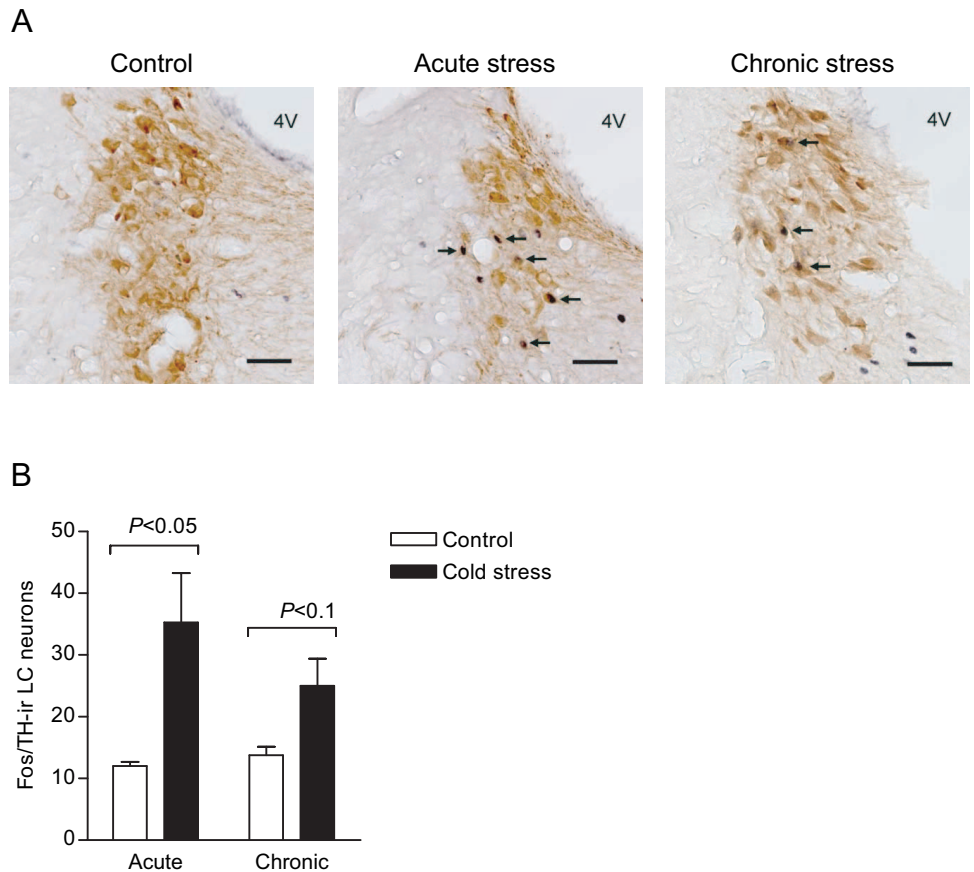 A
Control
Acute stress
Chronic stress
4V
4V
4V
B
Fos/TH-ir LC neurons
50
40
30
20
10
0
P<0.05
P<0.1
Control
Cold stress
Acute
Chronic